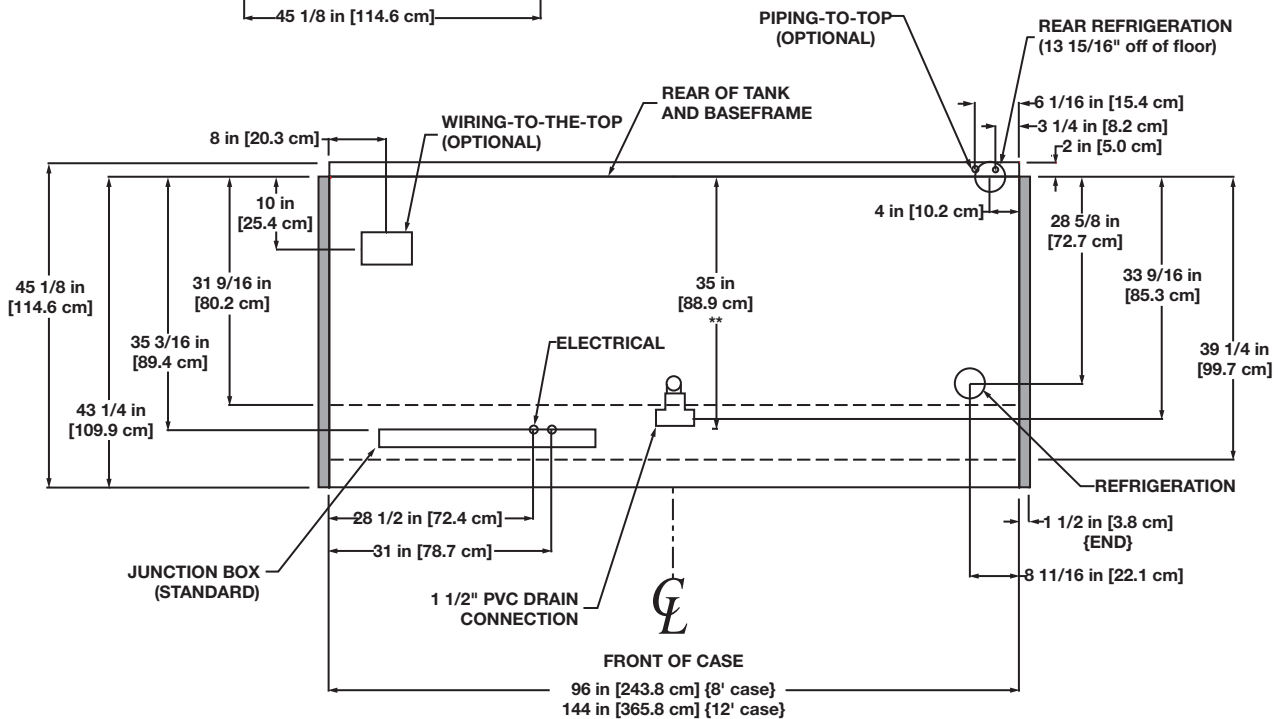 45 1/8 in [114.6 cm]
PIPING-TO-TOP
(OPTIONAL)
REAR REFRIGERATION
(13 15/16" off of floor)
REAR OF TANK
AND BASEFRAME
6 1/16 in [15.4 cm]
WIRING-TO-THE-TOP
(OPTIONAL)
8 in [20.3 cm]
3 1/4 in [8.2 cm]
2 in [5.0 cm]
10 in
[25.4 cm]
4 in [10.2 cm]
28 5/8 in
[72.7 cm]
45 1/8 in
[114.6 cm]
31 9/16 in
[80.2 cm]
35 in
[88.9 cm]
**
33 9/16 in
[85.3 cm]
35 3/16 in
[89.4 cm]
ELECTRICAL
39 1/4 in
[99.7 cm]
43 1/4 in
[109.9 cm]
REFRIGERATION
28 1/2 in [72.4 cm]
1 1/2 in [3.8 cm]
{END}
31 in [78.7 cm]
8 11/16 in [22.1 cm]
JUNCTION BOX
(STANDARD)
1 1/2" PVC DRAIN
CONNECTION
CL
FRONT OF CASE
96 in [243.8 cm] {8' case}
144 in [365.8 cm] {12' case}